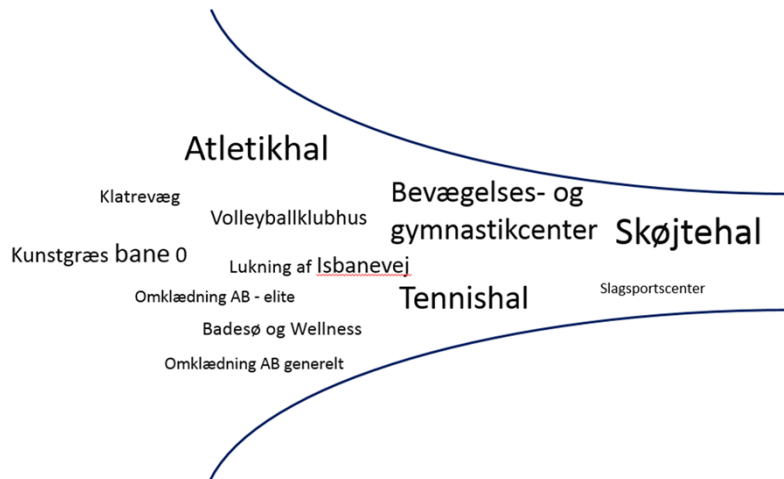 Atletikhal
Klatrevæg
Bevægelses- og
gymnastikcenter
Volleyballklubhus
Skøjtehal
Kunstgræs bane 0
Lukning af Isbanevej
Omklædning AB - elite
Tennishal
Slagsportscenter
Badesø og Wellness
Omklædning AB generelt